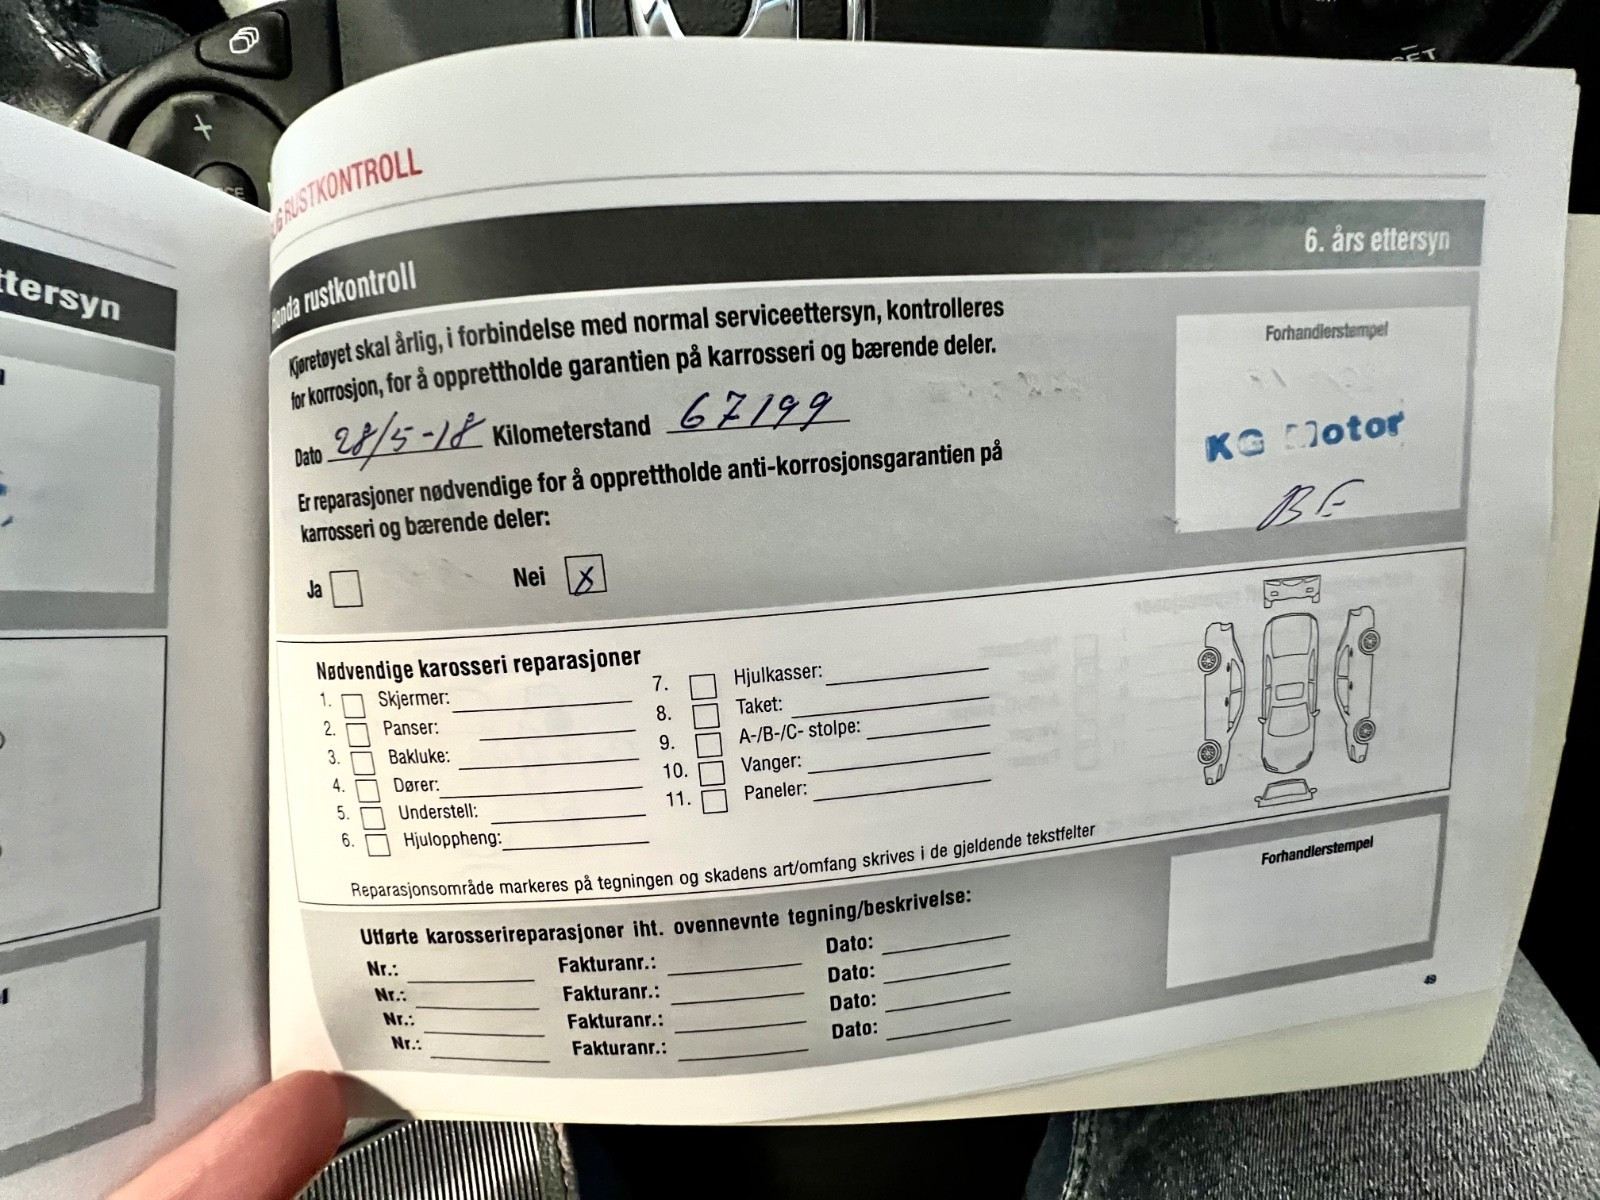 RUSTKONTROLL
ttersyn
Honda rustkontroll
6. års ettersyn
Kjøretøyet skal årlig, i forbindelse med normal serviceettersyn, kontrolleres
for korrosjon, for å opprettholde garantien på karrosseri og bærende deler.
Dato 28/5-18 Kilometerstand 67199
Er reparasjoner nødvendige for å opprettholde anti-korrosjonsgarantien på
karrosseri og bærende deler:
Ja
Nei X
Forhandlerstempel
KG Motor
BE
Nødvendige karosseri reparasjoner
1. Skjermer:
2. Panser:
3. Bakluke:
4. Dører:
5. Understell:
6. Hjuloppheng:
7. Hjulkasser:
8. Taket:
9. A-/B-/C- stolpe:
10. Vanger:
11. Paneler:
Reparasjonsområde markeres på tegningen og skadens art/omfang skrives i de gjeldende tekstfelter
Utførte karosserireparasjoner iht. ovennevnte tegning/beskrivelse:
Nr.: Fakturanr.: Dato:
Nr.: Fakturanr.: Dato:
Nr.: Fakturanr.: Dato:
Nr.: Fakturanr.: Dato:
Forhandlerstempel
49